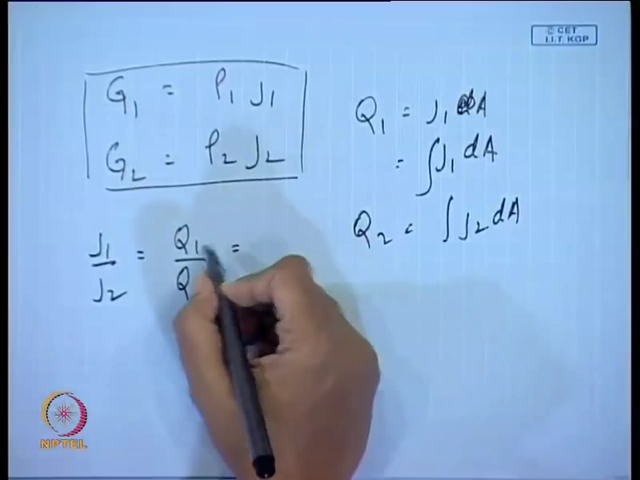 © CET
I.I.T. KGP
G₁ = ρ₁ J₁
G₂ = ρ₂ J₂
Q₁ = J₁ dA
= ∫ J₁ dA
Q₂ = ∫ J₂ dA
J₁ / J₂ = Q₁ / Q =
NPTEL